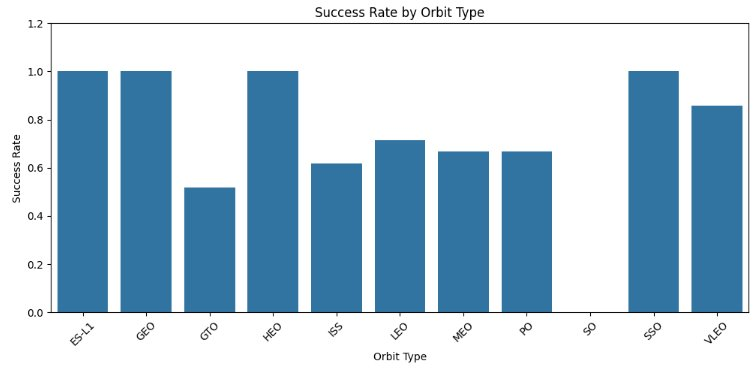 Success Rate by Orbit Type
Success Rate
1.2
1.0
0.8
0.6
0.4
0.2
0.0
ES-L1
GEO
GTO
HEO
ISS
LEO
MEO
PO
SO
SSO
VLEO
Orbit Type